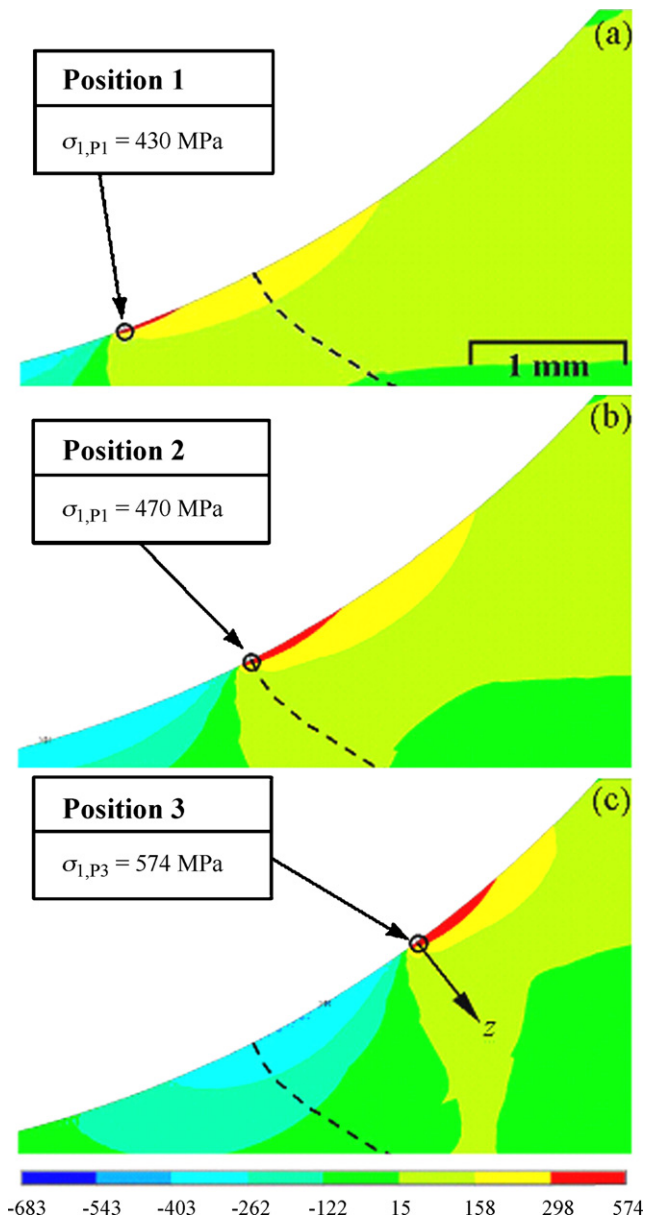 (a)
Position 1
σ1,P1 = 430 MPa
1 mm
(b)
Position 2
σ1,P1 = 470 MPa
(c)
Position 3
σ1,P3 = 574 MPa
z
-683 -543 -403 -262 -122 15 158 298 574